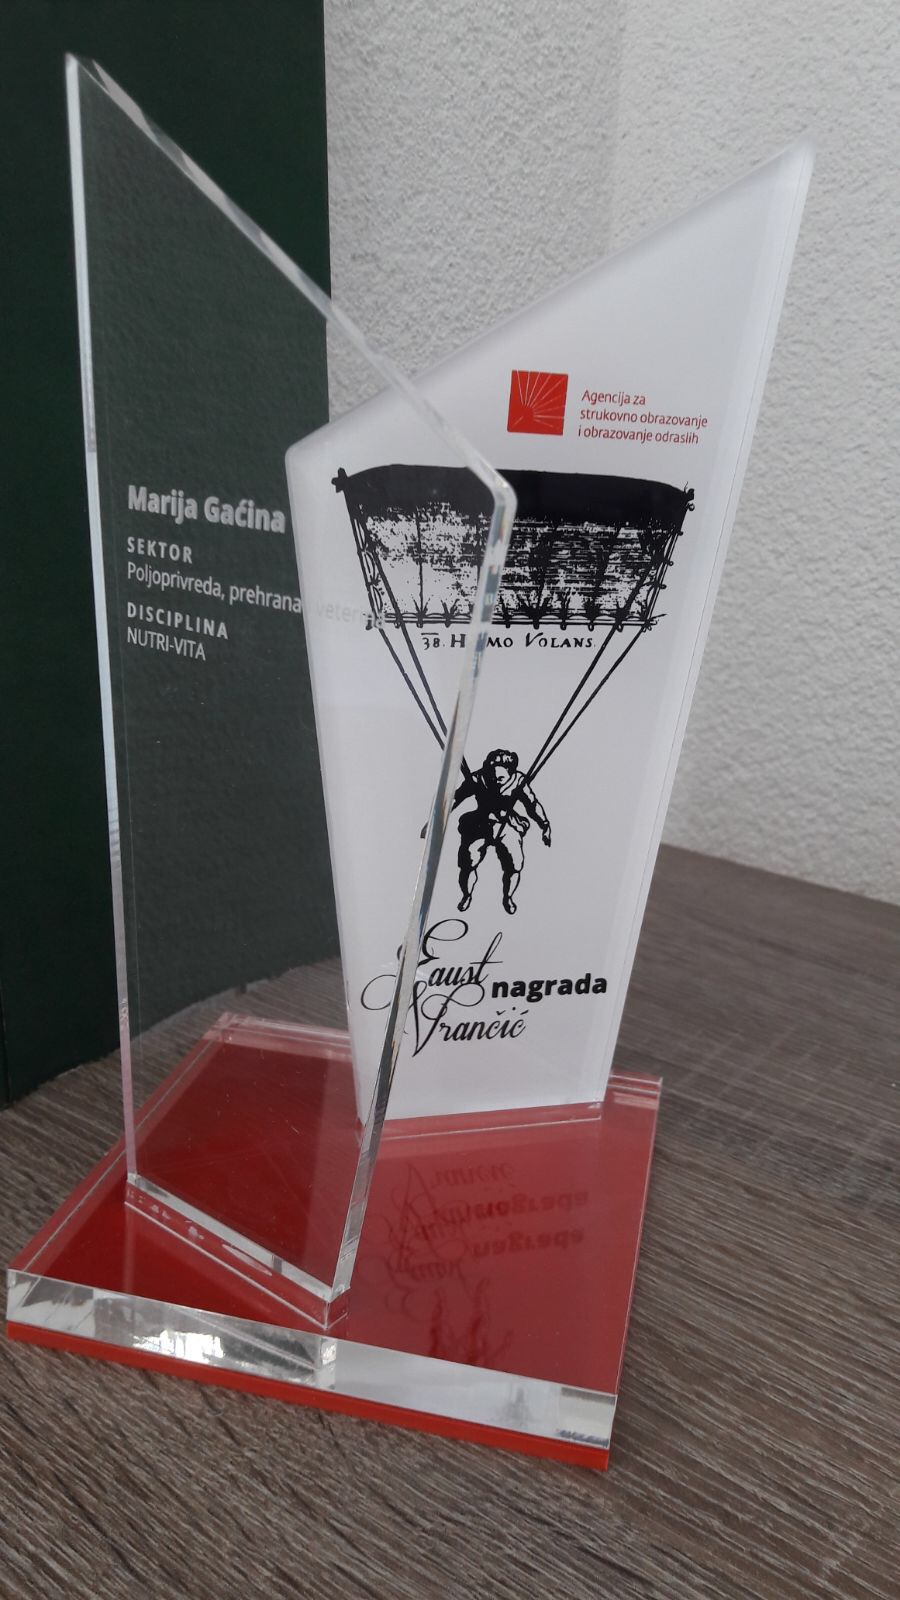 Agencija za
strukovno obrazovanje
i obrazovanje odraslih
Marija Gaćina
SEKTOR
Poljoprivreda, prehrana
DISCIPLINA
NUTRI-VITA
38. HOMO VOLANS.
Faust
Vrančić
nagrada